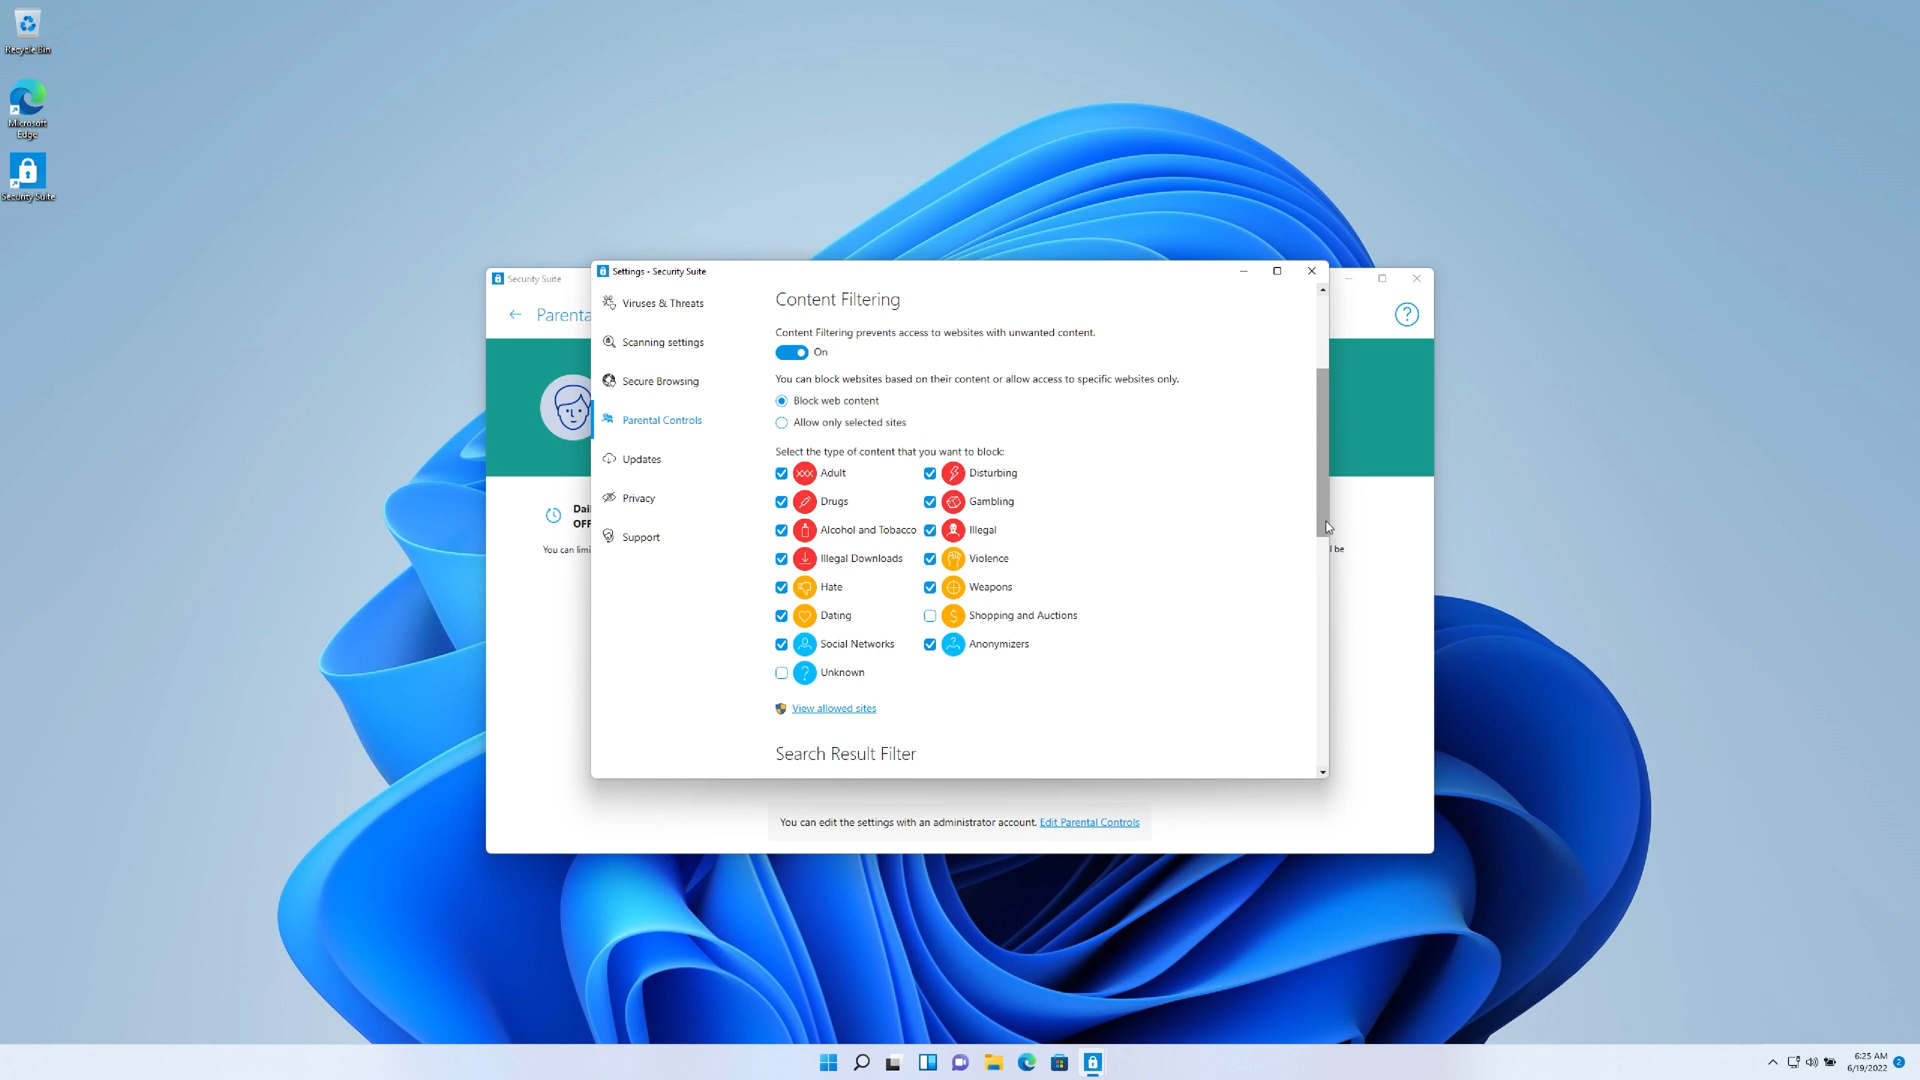 Recycle Bin
Microsoft
Edge
Security Suite
Security Suite
Parenta
Dai
OFF
You can limi
l be
You can edit the settings with an administrator account. Edit Parental Controls
Settings - Security Suite
Viruses & Threats
Scanning settings
Secure Browsing
Parental Controls
Updates
Privacy
Support
Content Filtering
Content Filtering prevents access to websites with unwanted content.
On
You can block websites based on their content or allow access to specific websites only.
Block web content
Allow only selected sites
Select the type of content that you want to block:
XXX Adult
Disturbing
Drugs
Gambling
Alcohol and Tobacco
Illegal
Illegal Downloads
Violence
Hate
Weapons
Dating
$ Shopping and Auctions
Social Networks
Anonymizers
? Unknown
View allowed sites
Search Result Filter
?
6:25 AM
6/19/2022
2